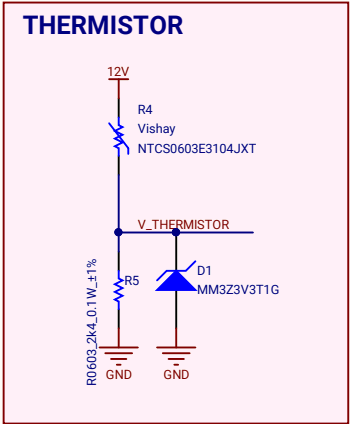 THERMISTOR
12V
R4
Vishay
NTCS0603E3104JXT
V_THERMISTOR
R5
R0603_2k4_0.1W_±1%
D1
MM3Z3V3T1G
GND
GND